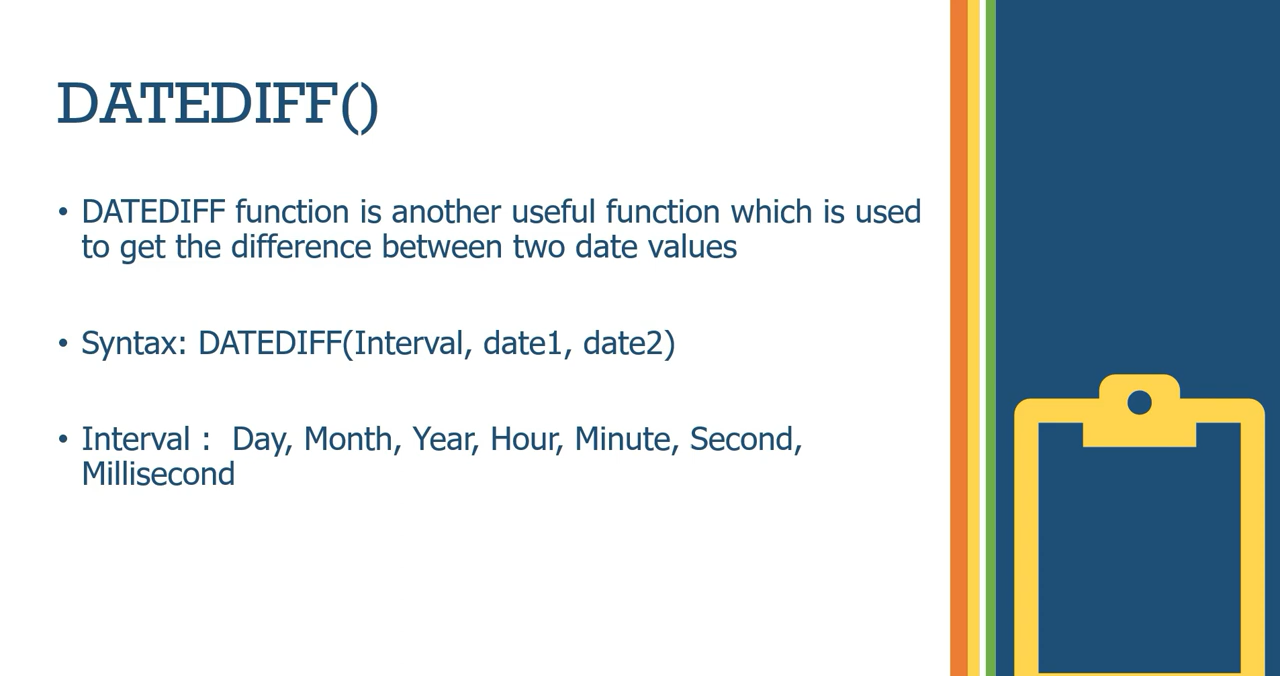 DATEDIFF()
• DATEDIFF function is another useful function which is used
to get the difference between two date values
• Syntax: DATEDIFF(Interval, date1, date2)
• Interval :  Day, Month, Year, Hour, Minute, Second,
Millisecond